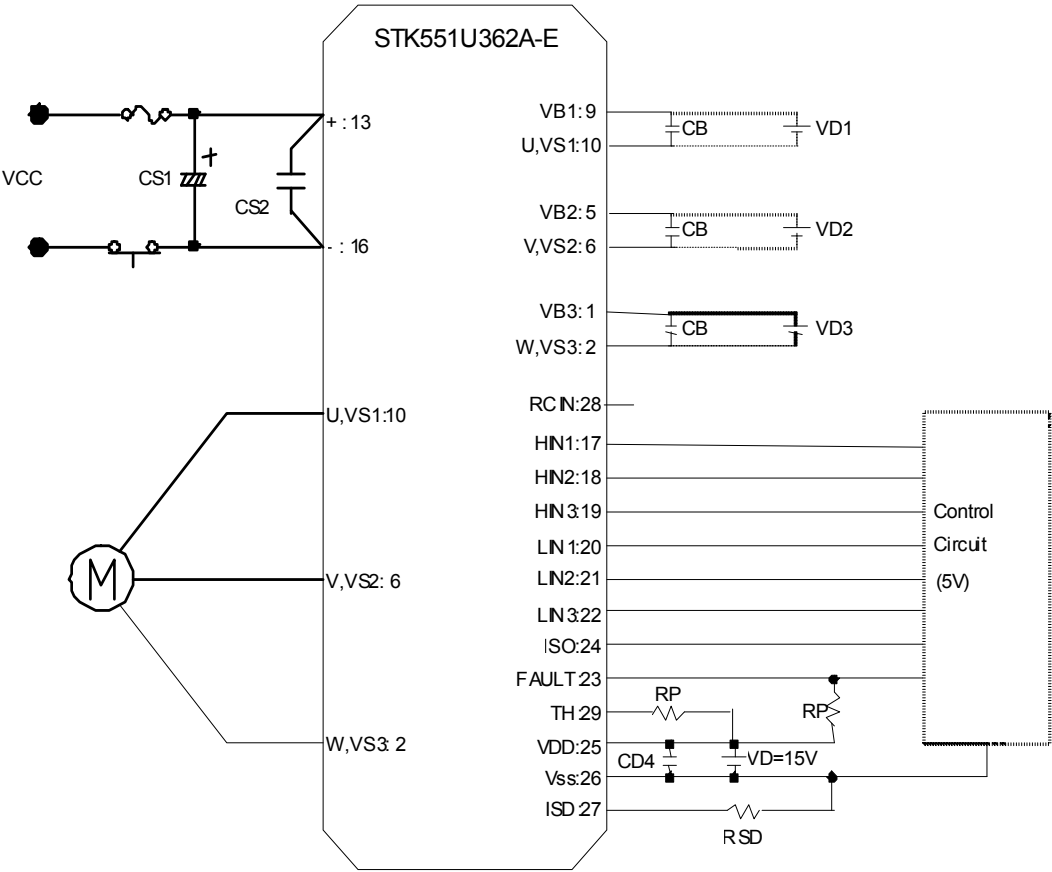 STK551U362A-E
VCC
CS1
+
CS2
+ : 13
- : 16
U,VS1:10
V,VS2: 6
W,VS3: 2
M
VB1: 9
U,VS1:10
CB
VD1
VB2: 5
V,VS2: 6
CB
VD2
VB3: 1
W,VS3: 2
CB
VD3
RCIN:28
HIN1:17
HIN2:18
HIN3:19
LIN1:20
LIN2:21
LIN3:22
ISO:24
FAULT:23
TH:29
VDD:25
Vss:26
ISD:27
RP
RP
CD4
VD=15V
RSD
Control
Circuit
(5V)